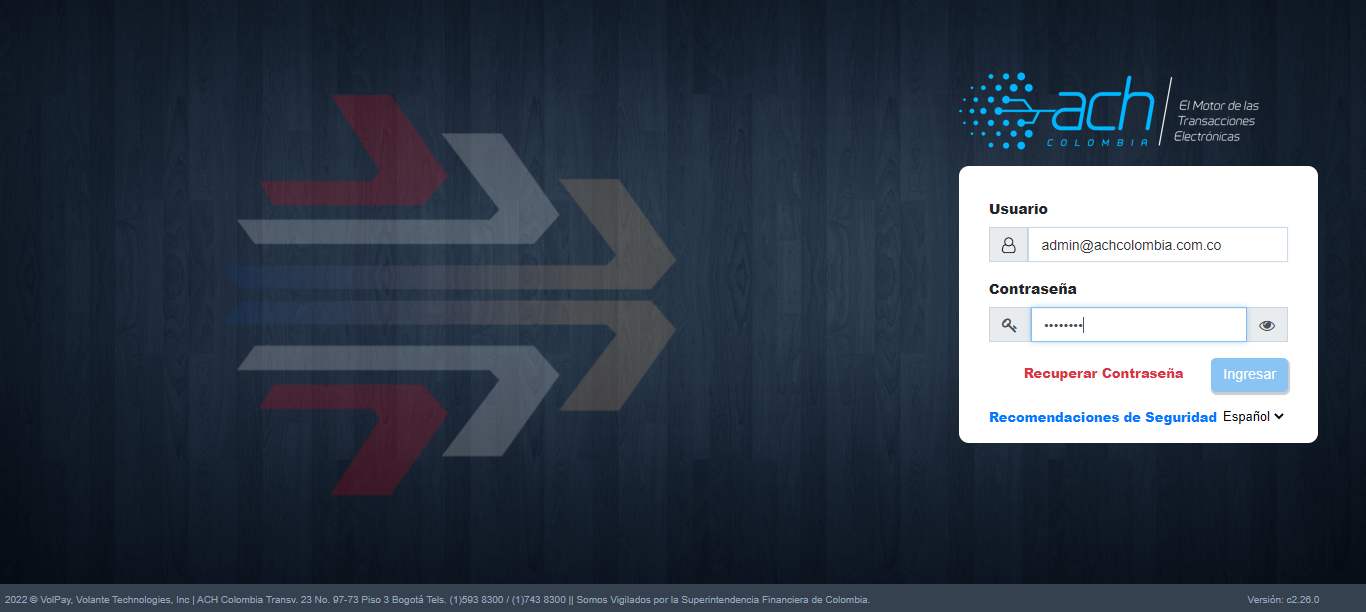 ach
COLOMBIA
El Motor de las
Transacciones
Electrónicas
Usuario
admin@achcolombia.com.co
Contraseña
••••••••
Recuperar Contraseña
Ingresar
Recomendaciones de Seguridad Español
2022 © VolPay, Volante Technologies, Inc | ACH Colombia Transv. 23 No. 97-73 Piso 3 Bogotá Tels. (1)593 8300 / (1)743 8300 || Somos Vigilados por la Superintendencia Financiera de Colombia. Versión: c2.26.0